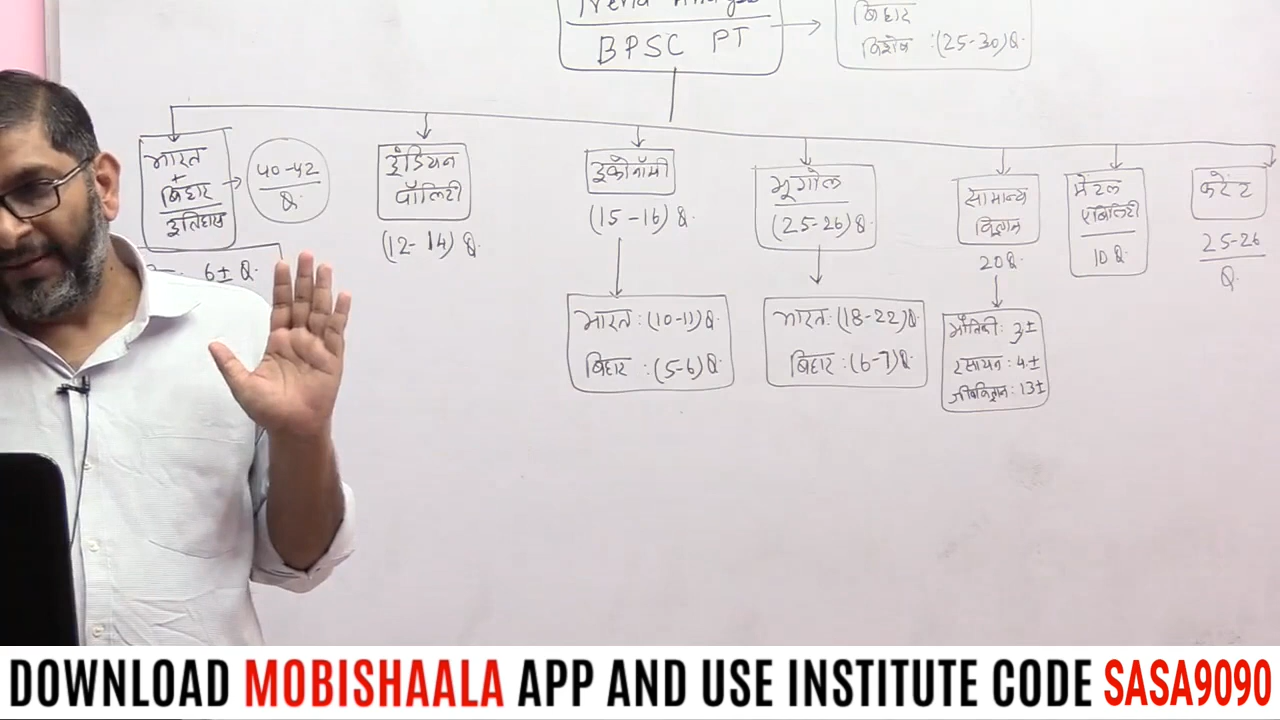 BPSC PT
बिहार
विशेष : (25-30) Q.
भारत
+
बिहार
इतिहास
40-42
Q.
6± Q.
इंडियन
पॉलिटी
(12-14) Q.
इकोनॉमी
(15-16) Q.
भारत : (10-11) Q.
बिहार : (5-6) Q.
भूगोल
(25-26) Q.
भारत : (18-22) Q.
बिहार : (6-7) Q.
सामान्य
विज्ञान
20 Q.
भौतिकी : 3±
रसायन : 4±
जीवविज्ञान : 13±
मेंटल
एबिलिटी
10 Q.
करेंट
25-26
Q.
DOWNLOAD MOBISHAALA APP AND USE INSTITUTE CODE SASA9090